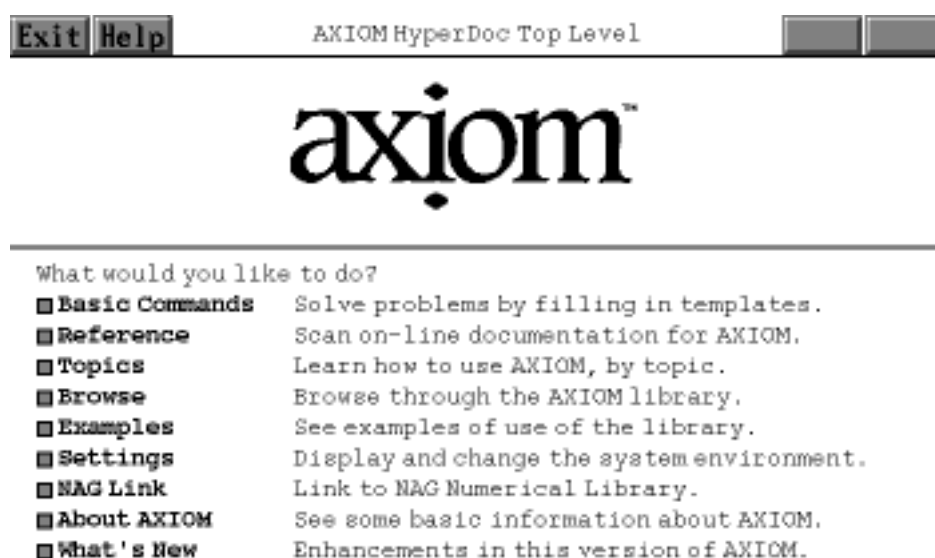 Exit Help AXIOM HyperDoc Top Level
axiom™
What would you like to do?
Basic Commands Solve problems by filling in templates.
Reference Scan on-line documentation for AXIOM.
Topics Learn how to use AXIOM, by topic.
Browse Browse through the AXIOM library.
Examples See examples of use of the library.
Settings Display and change the system environment.
NAG Link Link to NAG Numerical Library.
About AXIOM See some basic information about AXIOM.
What's New Enhancements in this version of AXIOM.